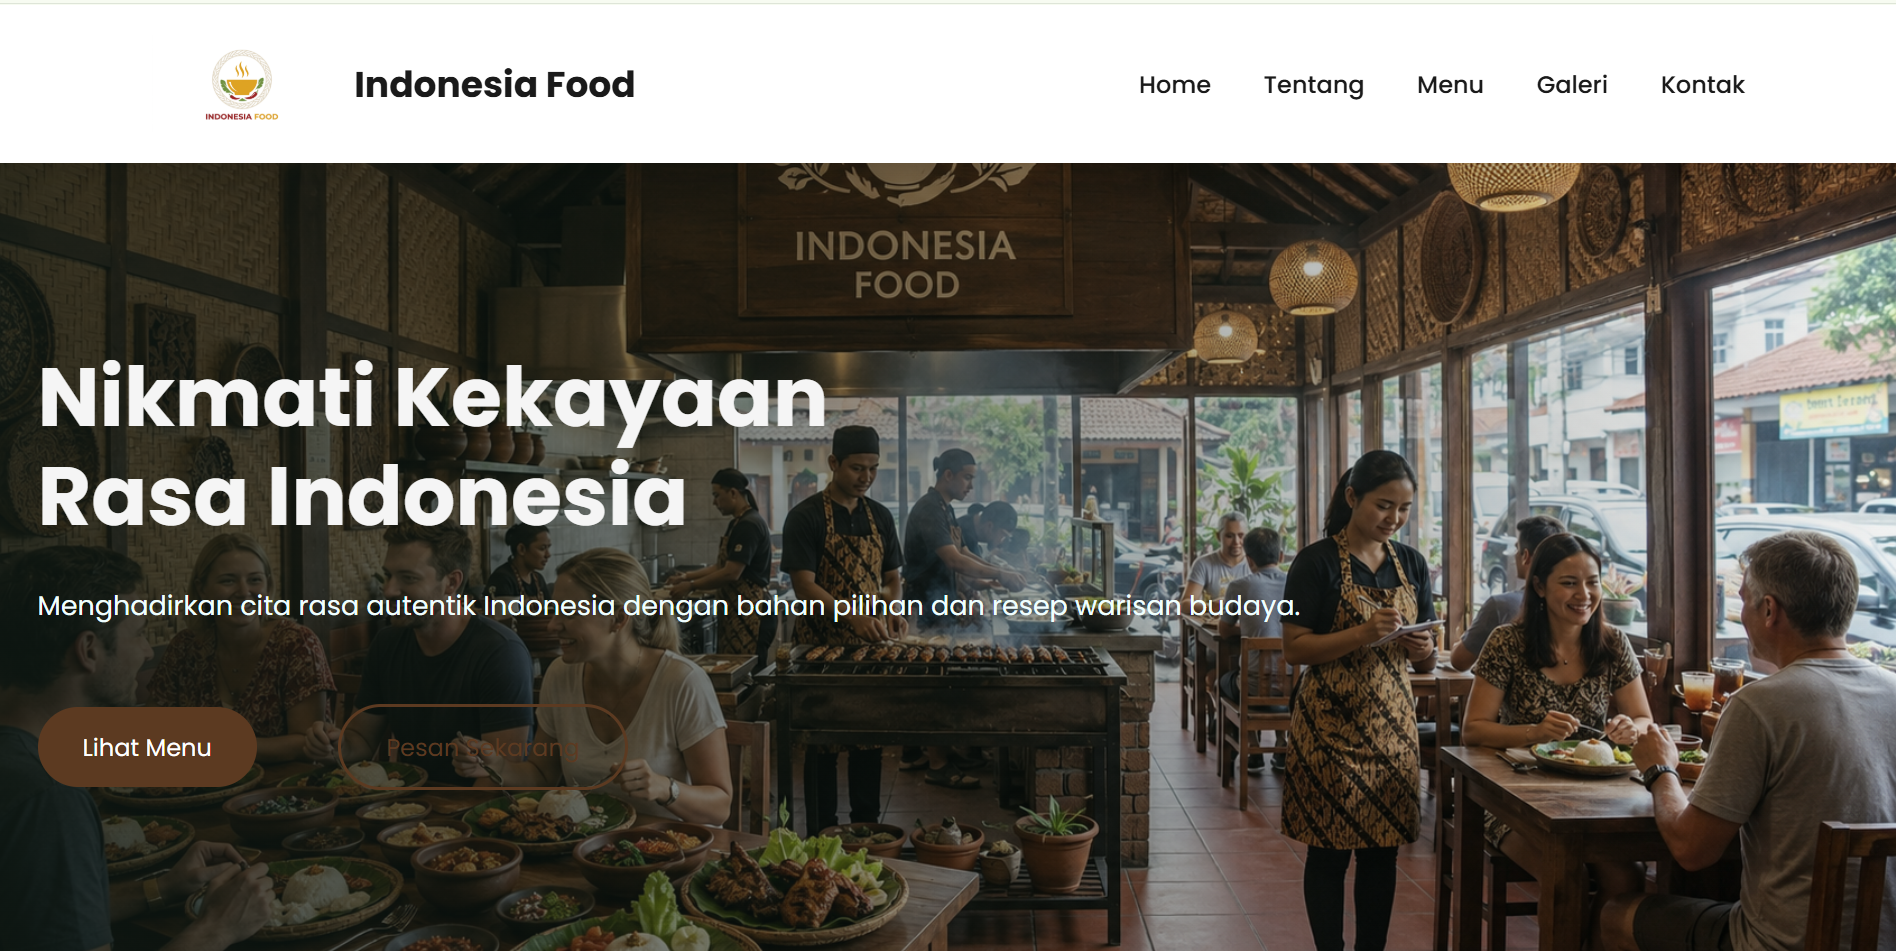 INDONESIA FOOD
Indonesia Food
Home
Tentang
Menu
Galeri
Kontak
INDONESIA
FOOD
Nikmati Kekayaan
Rasa Indonesia
Menghadirkan cita rasa autentik Indonesia dengan bahan pilihan dan resep warisan budaya.
Lihat Menu
Pesan Sekarang